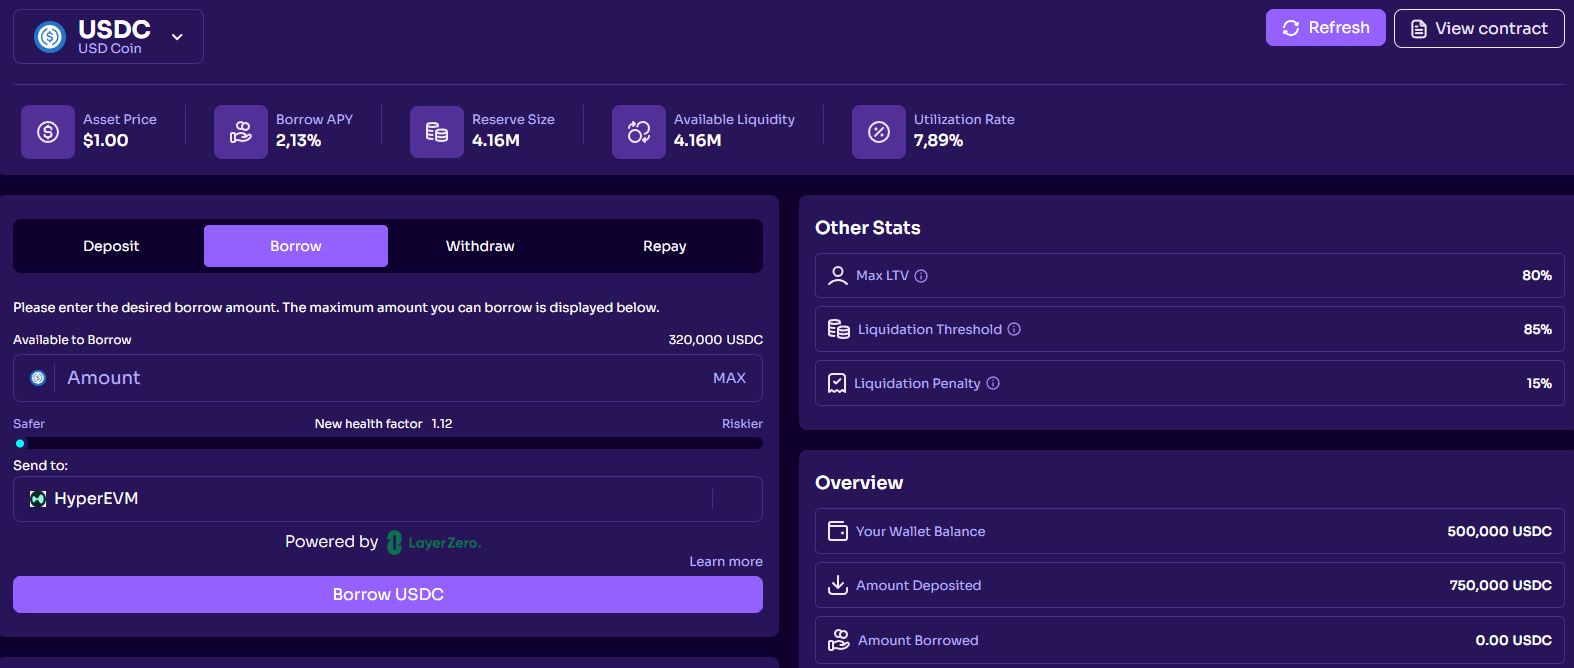 USDC
USD Coin
Refresh
View contract
Asset Price
$1.00
Borrow APY
2,13%
Reserve Size
4.16M
Available Liquidity
4.16M
Utilization Rate
7,89%
Deposit
Borrow
Withdraw
Repay
Please enter the desired borrow amount. The maximum amount you can borrow is displayed below.
Available to Borrow
320,000 USDC
Amount
MAX
Safer
New health factor 1.12
Riskier
Send to:
HyperEVM
Powered by LayerZero.
Learn more
Borrow USDC
Other Stats
Max LTV
80%
Liquidation Threshold
85%
Liquidation Penalty
15%
Overview
Your Wallet Balance
500,000 USDC
Amount Deposited
750,000 USDC
Amount Borrowed
0.00 USDC